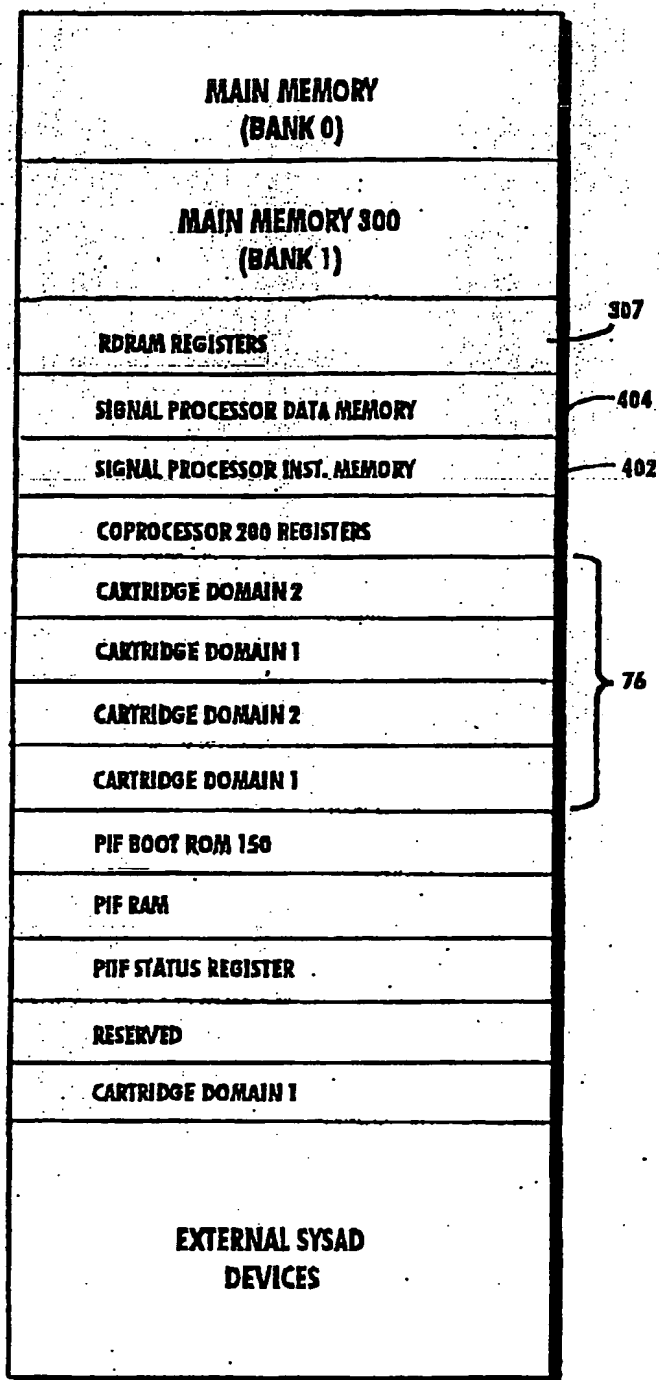 MAIN MEMORY
(BANK 0)
MAIN MEMORY 300
(BANK 1)
RDRAM REGISTERS
307
SIGNAL PROCESSOR DATA MEMORY
404
SIGNAL PROCESSOR INST. MEMORY
402
COPROCESSOR 200 REGISTERS
CARTRIDGE DOMAIN 2
CARTRIDGE DOMAIN 1
76
CARTRIDGE DOMAIN 2
CARTRIDGE DOMAIN 1
PIF BOOT ROM 150
PIF RAM
PIIF STATUS REGISTER
RESERVED
CARTRIDGE DOMAIN 1
EXTERNAL SYSAD
DEVICES